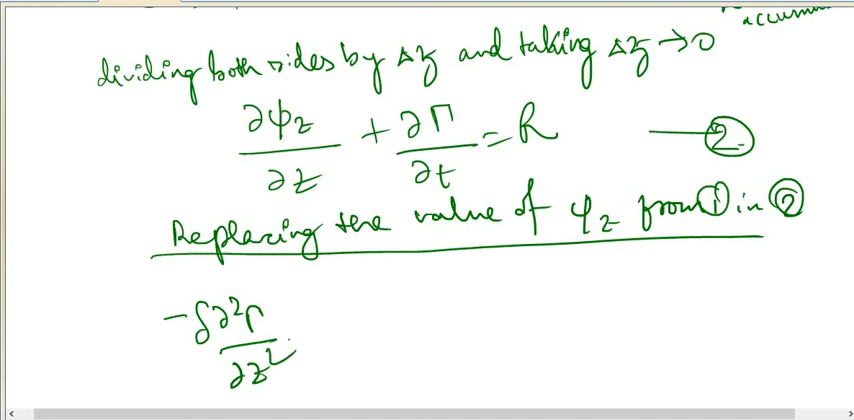 accumu
dividing both sides by Δz and taking Δz→0
∂ψz/∂z + ∂Γ/∂t = R —②
Replacing the value of ψz from ① in ②
-δ∂²Γ/∂z²